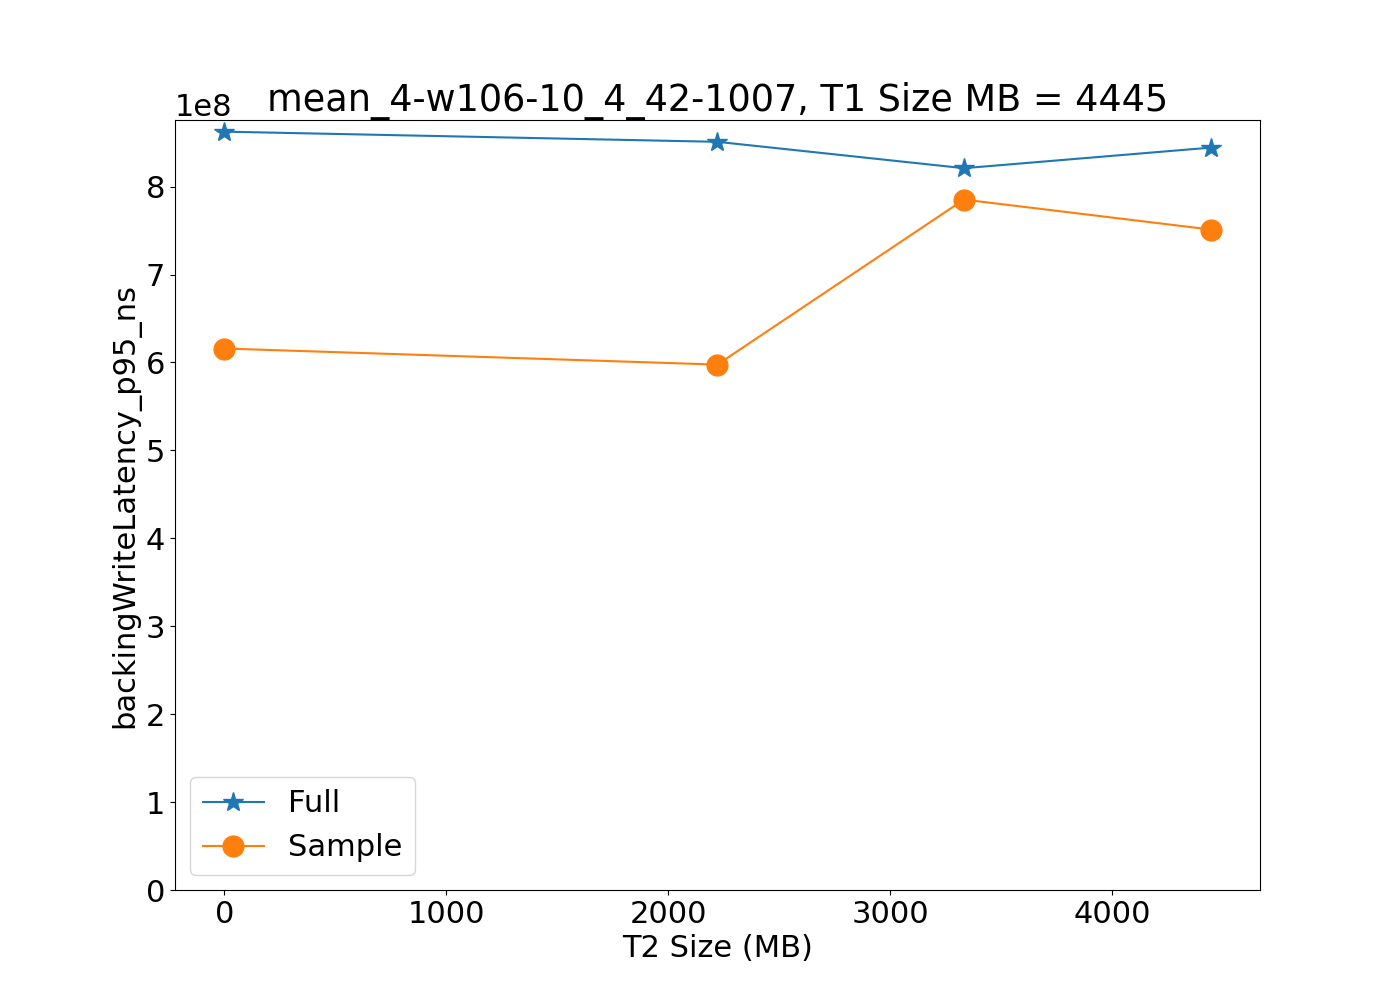 mean_4-w106-10_4_42-1007, T1 Size MB = 4445
1e8
8
7
6
5
4
3
2
1
0
backingWriteLatency_p95_ns
Full
Sample
0 1000 2000 3000 4000
T2 Size (MB)